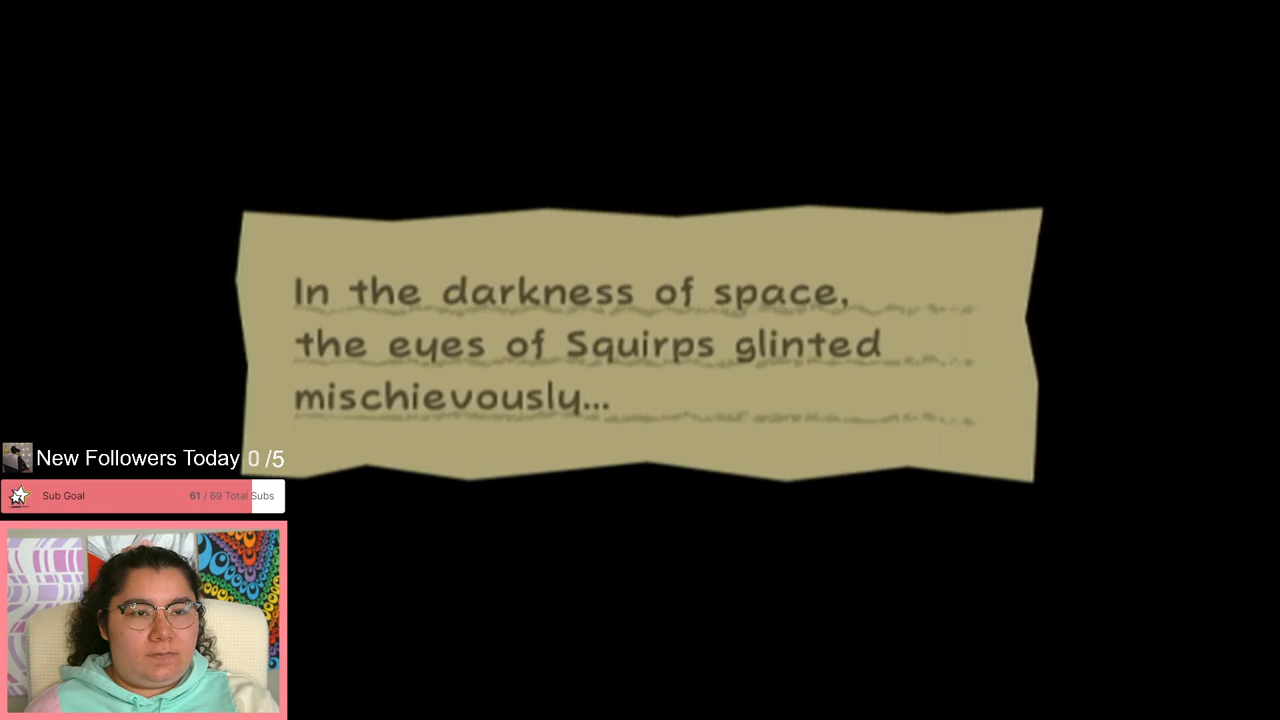 In the darkness of space,
the eyes of Squirps glinted
mischievously...
New Followers Today 0 /5
Sub Goal 61 / 69 Total Subs